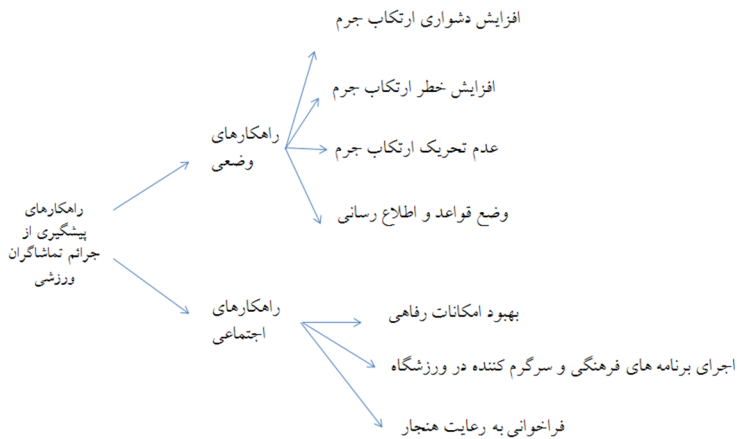 راهکارهای
پیشگیری از
جرائم تماشاگران
ورزشی
راهکارهای
وضعی
افزایش دشواری ارتکاب جرم
افزایش خطر ارتکاب جرم
عدم تحریک ارتکاب جرم
وضع قواعد و اطلاع رسانی
راهکارهای
اجتماعی
بهبود امکانات رفاهی
اجرای برنامه های فرهنگی و سرگرم کننده در ورزشگاه
فراخوانی به رعایت هنجار